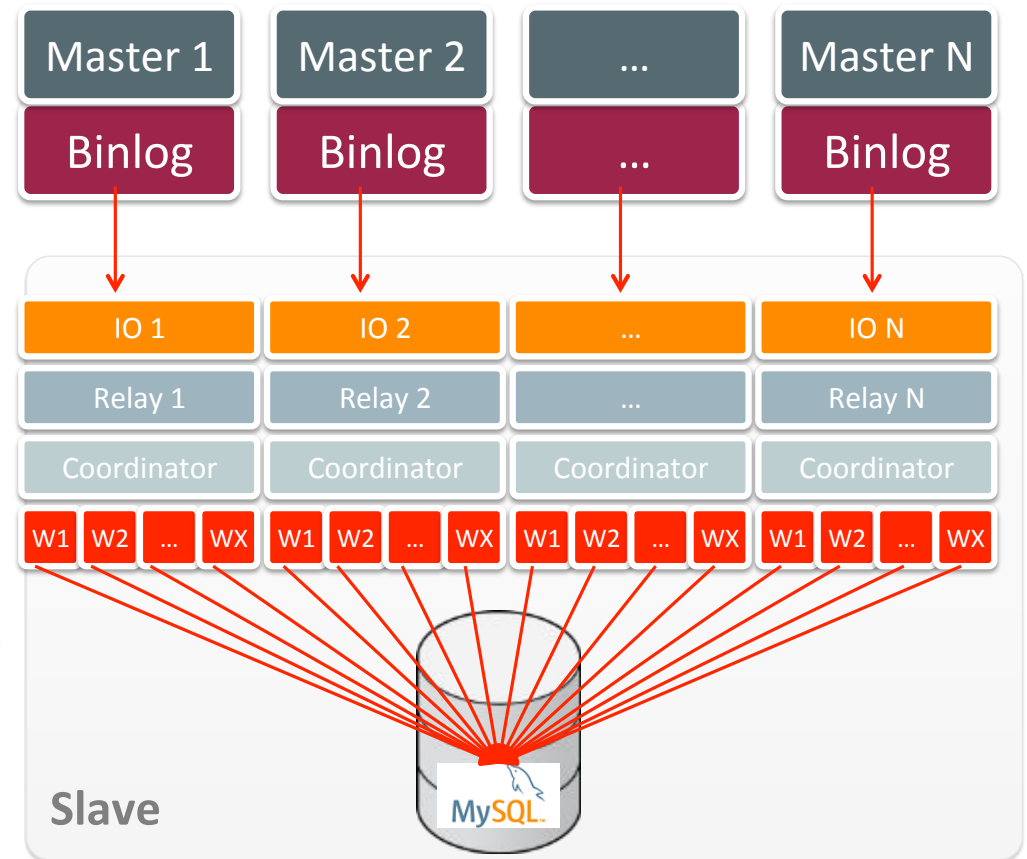 Master 1 Master 2 ... Master N
Binlog Binlog ... Binlog
IO 1 IO 2 ... IO N
Relay 1 Relay 2 ... Relay N
Coordinator Coordinator Coordinator Coordinator
W1 W2 ... WX W1 W2 ... WX W1 W2 ... WX W1 W2 ... WX
MySQL™
Slave